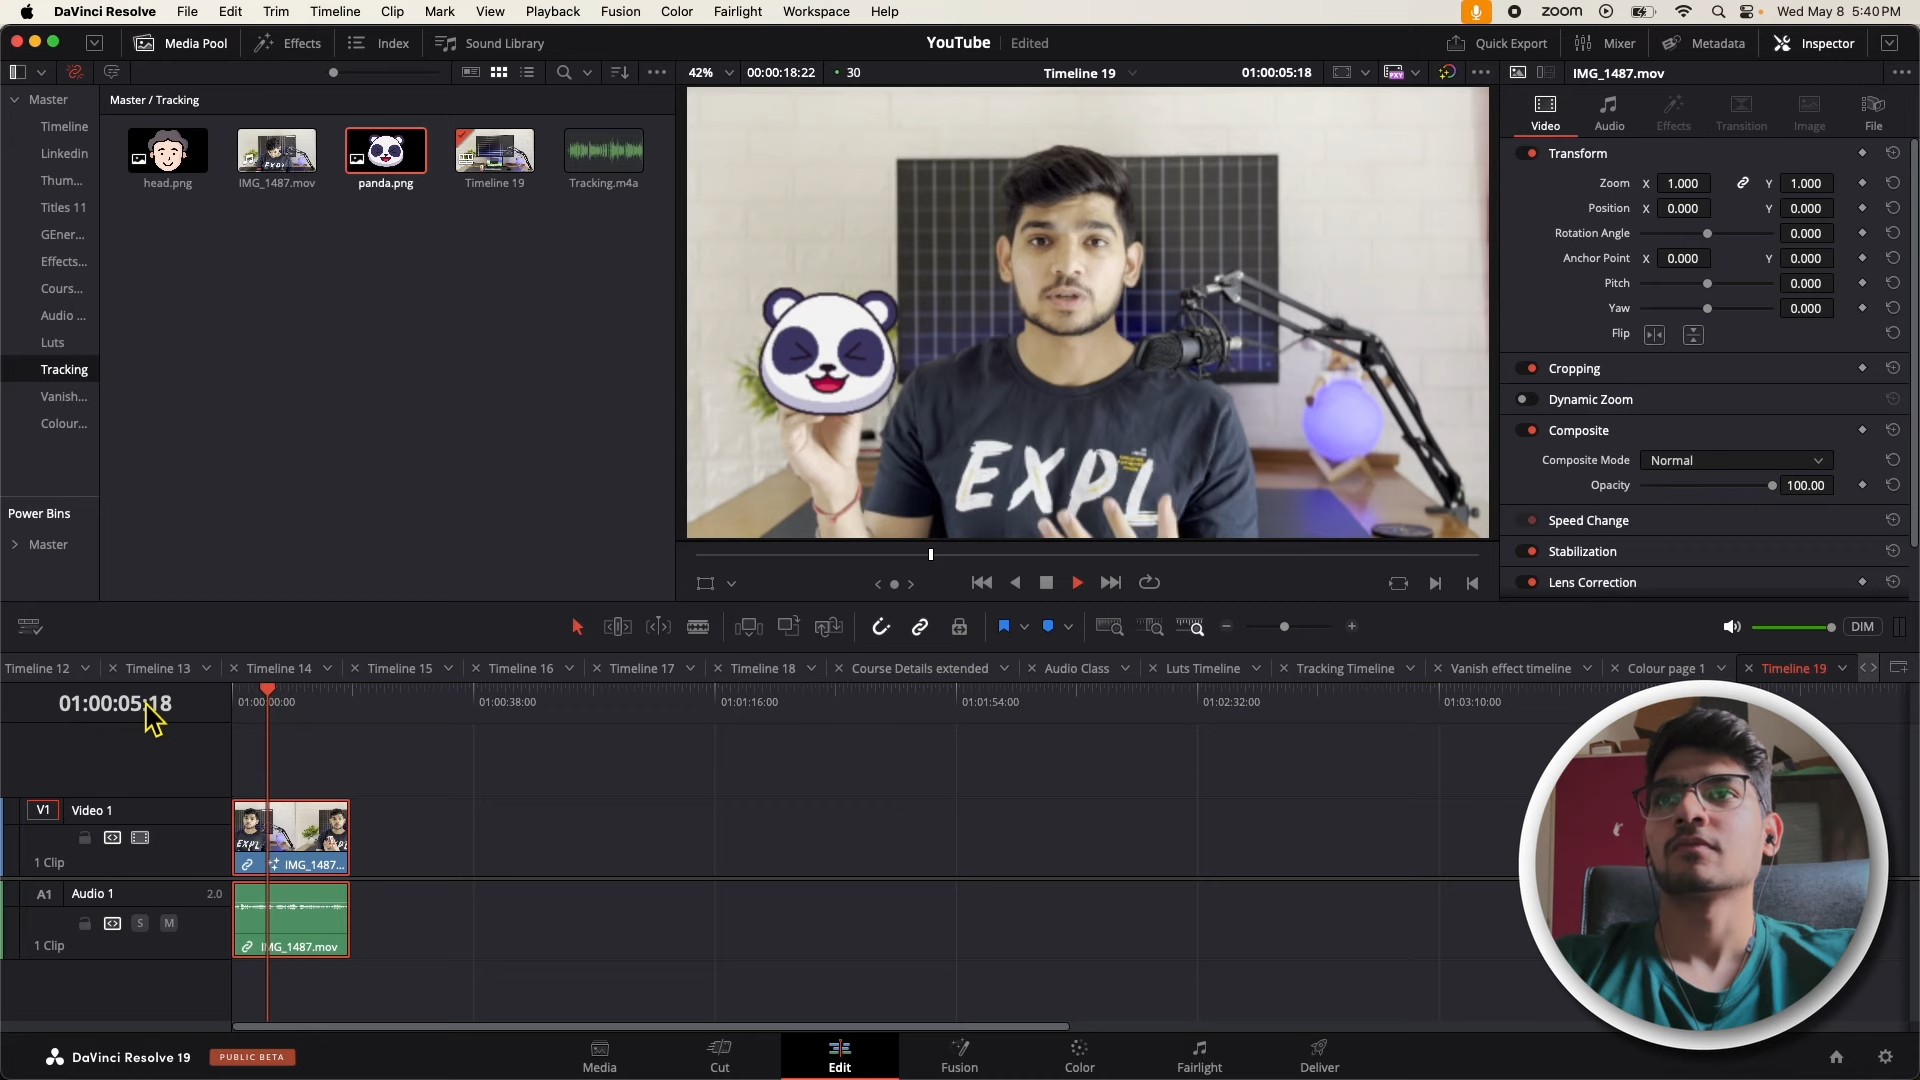 DaVinci Resolve File Edit Trim Timeline Clip Mark View Playback Fusion Color Fairlight Workspace Help zoom Wed May 8 5:40 PM
Media Pool Effects Index Sound Library YouTube Edited Quick Export Mixer Metadata Inspector
42% 00:00:18:22 30 Timeline 19 01:00:05:18 IMG_1487.mov
Master
Timeline
Linkedin
Thum...
Titles 11
GEner...
Effects...
Cours...
Audio ...
Luts
Tracking
Vanish...
Colour...
Power Bins
Master
Master / Tracking
head.png IMG_1487.mov panda.png Timeline 19 Tracking.m4a
EXPL
Video Audio Effects Transition Image File
Transform
Zoom X 1.000 Y 1.000
Position X 0.000 Y 0.000
Rotation Angle 0.000
Anchor Point X 0.000 Y 0.000
Pitch 0.000
Yaw 0.000
Flip
Cropping
Dynamic Zoom
Composite
Composite Mode Normal
Opacity 100.00
Speed Change
Stabilization
Lens Correction
DIM
Timeline 12 Timeline 13 Timeline 14 Timeline 15 Timeline 16 Timeline 17 Timeline 18 Course Details extended Audio Class Luts Timeline Tracking Timeline Vanish effect timeline Colour page 1 Timeline 19
01:00:05:18 01:00:00:00 01:00:38:00 01:01:16:00 01:01:54:00 01:02:32:00 01:03:10:00
V1 Video 1
1 Clip IMG_1487...
A1 Audio 1 2.0
S M
1 Clip IMG_1487.mov
DaVinci Resolve 19 PUBLIC BETA Media Cut Edit Fusion Color Fairlight Deliver